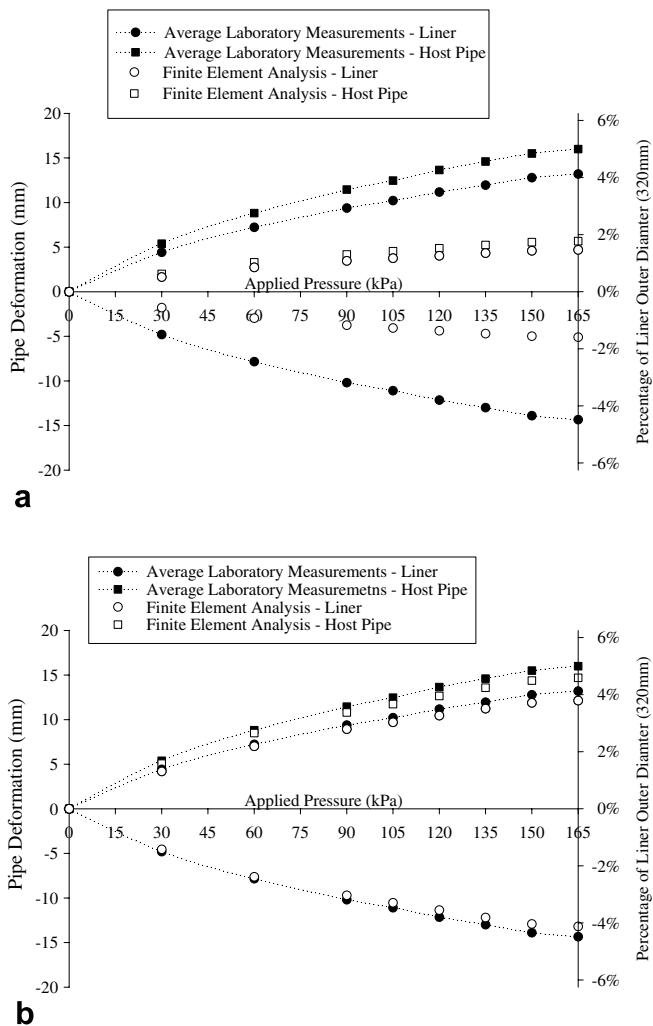 Average Laboratory Measurements - Liner
Average Laboratory Measurements - Host Pipe
Finite Element Analysis - Liner
Finite Element Analysis - Host Pipe
20
15
10
5
0
-5
-10
-15
-20
Pipe Deformation (mm)
Applied Pressure (kPa)
0 15 30 45 60 75 90 105 120 135 150 165
6%
4%
2%
0%
-2%
-4%
-6%
Percentage of Liner Outer Diamter (320mm)
a
Average Laboratory Measurements - Liner
Average Laboratory Measuremetns - Host Pipe
Finite Element Analysis - Liner
Finite Element Analysis - Host Pipe
20
15
10
5
0
-5
-10
-15
-20
Pipe Deformation (mm)
Applied Pressure (kPa)
0 15 30 45 60 75 90 105 120 135 150 165
6%
4%
2%
0%
-2%
-4%
-6%
Percentage of Liner Outer Diamter (320mm)
b